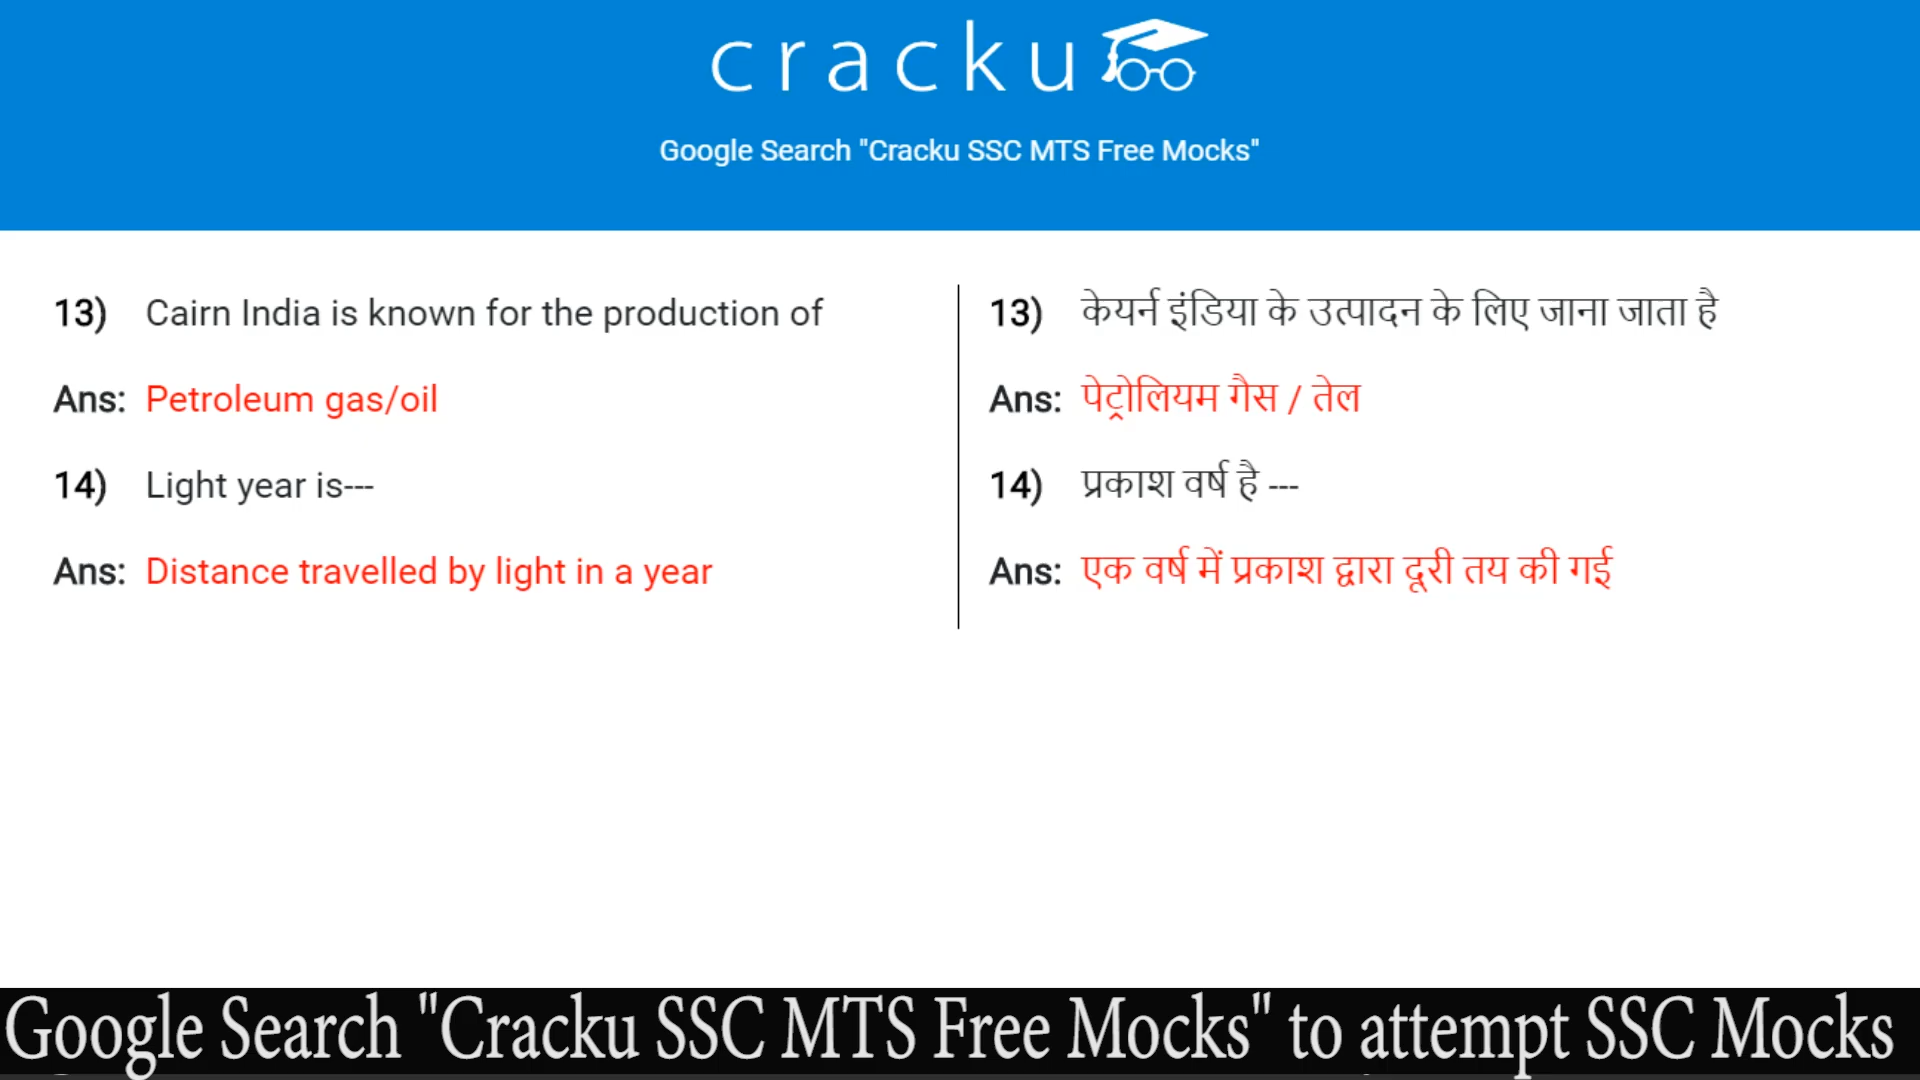 cracku
Google Search "Cracku SSC MTS Free Mocks"
13) Cairn India is known for the production of
Ans: Petroleum gas/oil
14) Light year is---
Ans: Distance travelled by light in a year
13) केयर्न इंडिया के उत्पादन के लिए जाना जाता है
Ans: पेट्रोलियम गैस / तेल
14) प्रकाश वर्ष है ---
Ans: एक वर्ष में प्रकाश द्वारा दूरी तय की गई
Google Search "Cracku SSC MTS Free Mocks" to attempt SSC Mocks